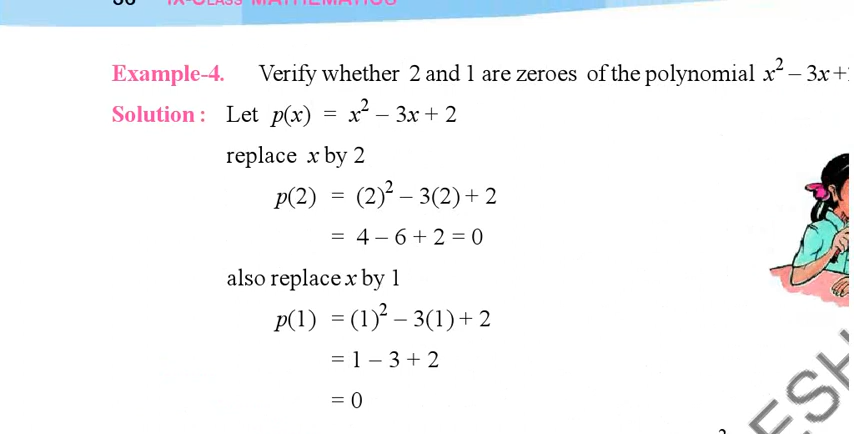 Example-4. Verify whether 2 and 1 are zeroes of the polynomial x² – 3x +
Solution : Let p(x) = x² – 3x + 2
replace x by 2
p(2) = (2)² – 3(2) + 2
= 4 – 6 + 2 = 0
also replace x by 1
p(1) = (1)² – 3(1) + 2
= 1 – 3 + 2
= 0